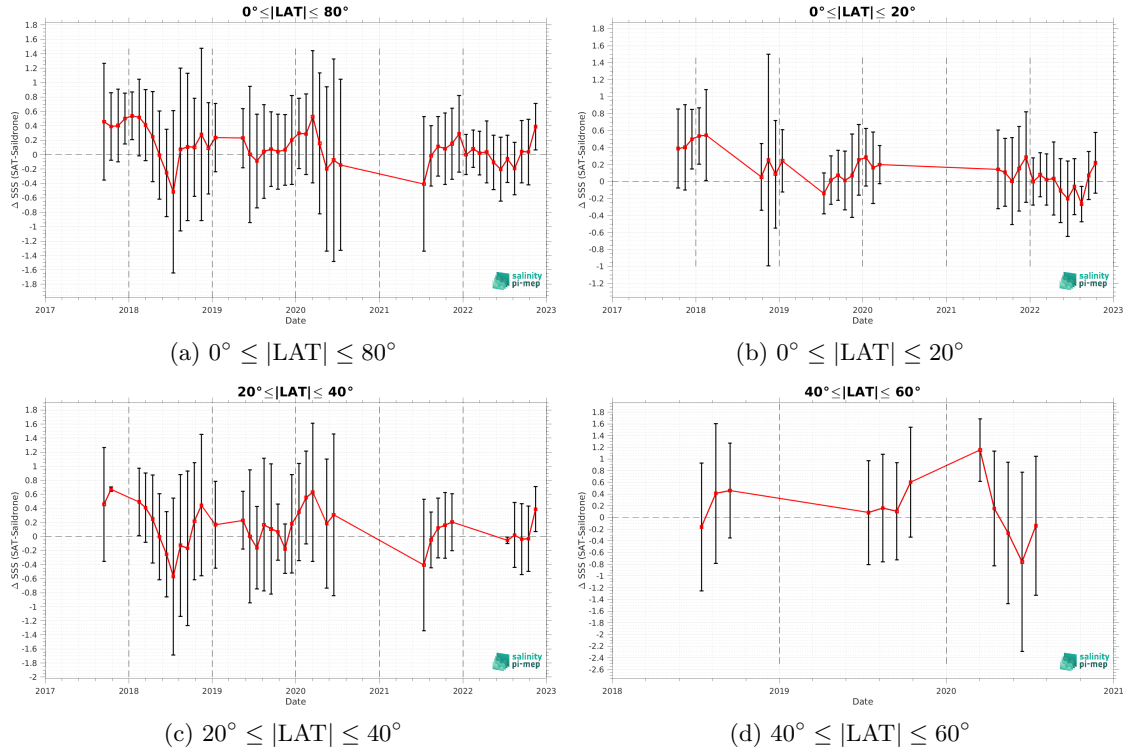 0°≤|LAT|≤ 80°
Δ SSS (SAT-Saildrone)
1.8
1.6
1.4
1.2
1
0.8
0.6
0.4
0.2
0
-0.2
-0.4
-0.6
-0.8
-1
-1.2
-1.4
-1.6
-1.8
salinity
pi-mep
2017 2018 2019 2020 2021 2022 2023
Date
(a) 0° ≤ |LAT| ≤ 80°
0°≤|LAT|≤ 20°
Δ SSS (SAT-Saildrone)
1.8
1.6
1.4
1.2
1
0.8
0.6
0.4
0.2
0
-0.2
-0.4
-0.6
-0.8
-1
-1.2
salinity
pi-mep
2017 2018 2019 2020 2021 2022 2023
Date
(b) 0° ≤ |LAT| ≤ 20°
20°≤|LAT|≤ 40°
Δ SSS (SAT-Saildrone)
1.8
1.6
1.4
1.2
1
0.8
0.6
0.4
0.2
0
-0.2
-0.4
-0.6
-0.8
-1
-1.2
-1.4
-1.6
-1.8
-2
salinity
pi-mep
2017 2018 2019 2020 2021 2022 2023
Date
(c) 20° ≤ |LAT| ≤ 40°
40°≤|LAT|≤ 60°
Δ SSS (SAT-Saildrone)
1.8
1.6
1.4
1.2
1
0.8
0.6
0.4
0.2
0
-0.2
-0.4
-0.6
-0.8
-1
-1.2
-1.4
-1.6
-1.8
-2
-2.2
-2.4
-2.6
salinity
pi-mep
2018 2019 2020 2021
Date
(d) 40° ≤ |LAT| ≤ 60°